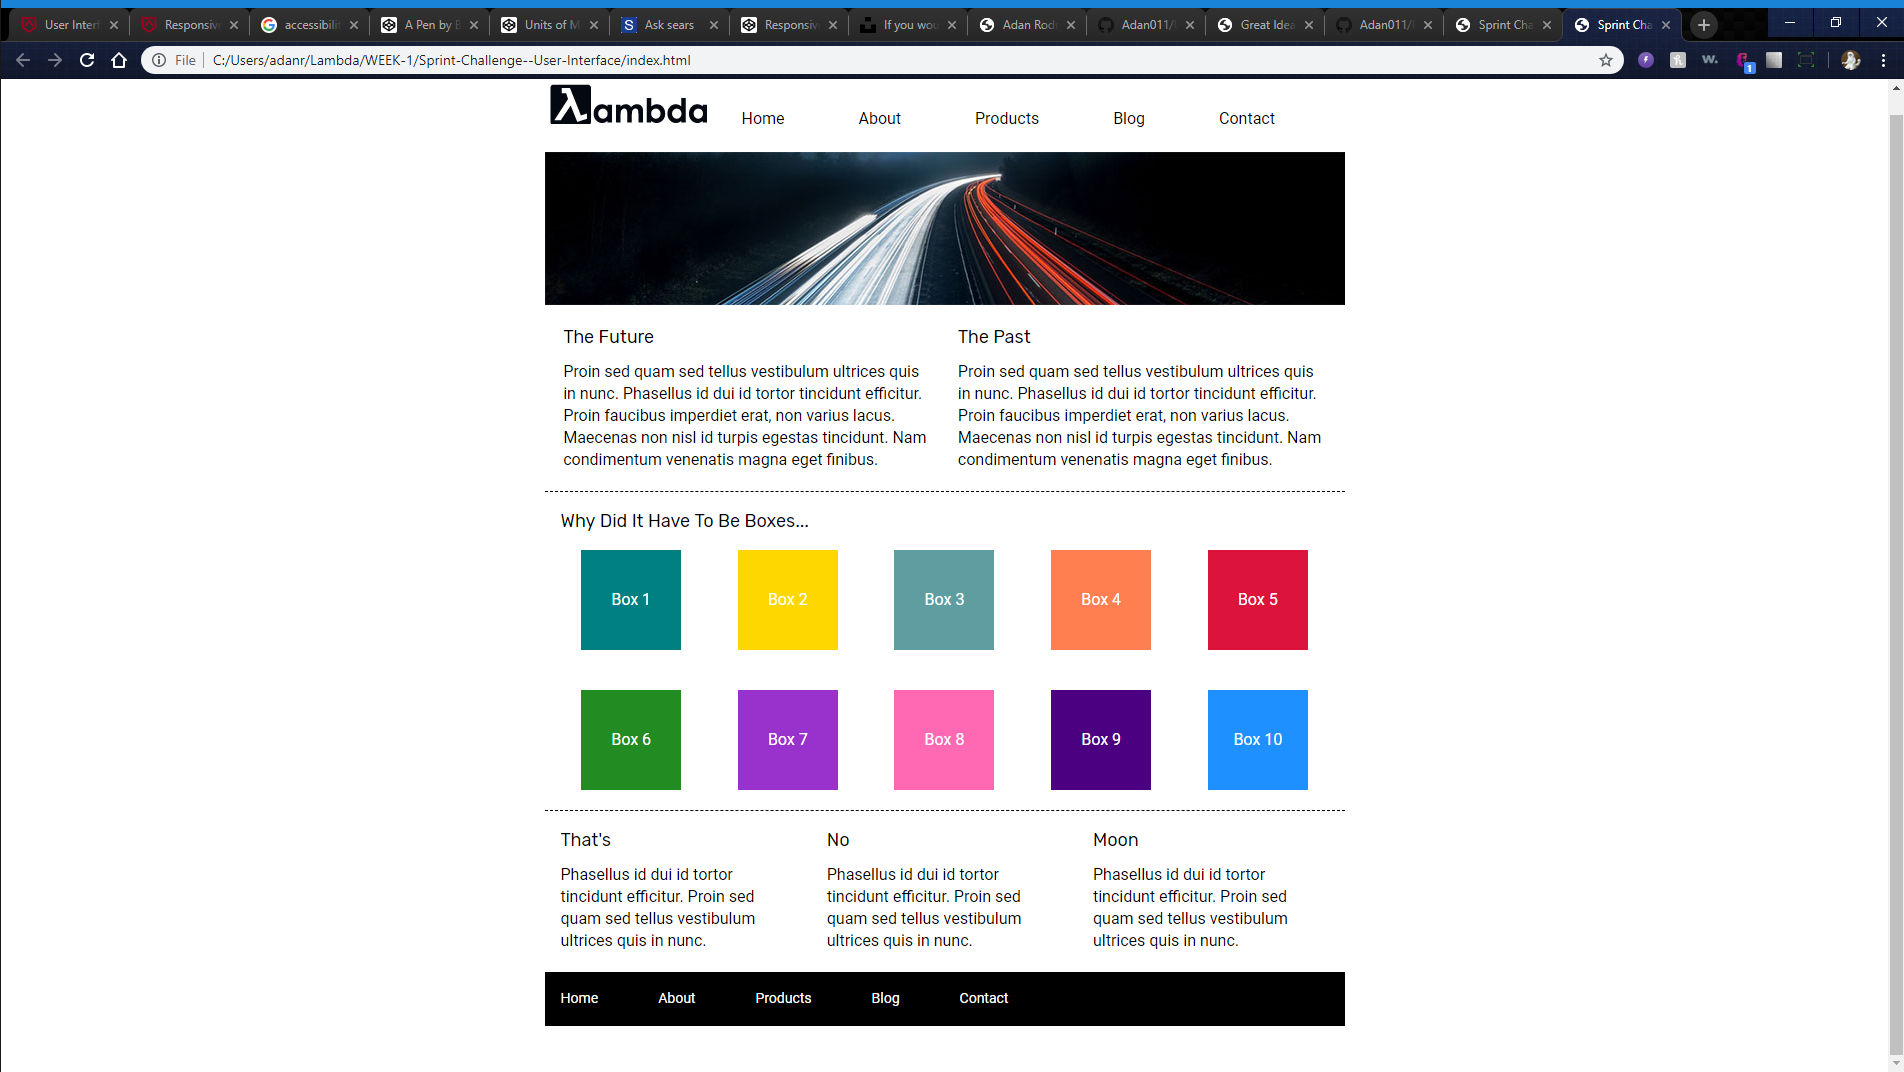 User Interf
Responsiv
accessibilit
A Pen by B
Units of M
Ask sears
Responsiv
If you wou
Adan Rodr
Adan011/
Great Idea
Adan011/
Sprint Cha
Sprint Cha
File C:/Users/adanr/Lambda/WEEK-1/Sprint-Challenge--User-Interface/index.html
w.
1
λambda Home About Products Blog Contact
The Future
Proin sed quam sed tellus vestibulum ultrices quis
in nunc. Phasellus id dui id tortor tincidunt efficitur.
Proin faucibus imperdiet erat, non varius lacus.
Maecenas non nisl id turpis egestas tincidunt. Nam
condimentum venenatis magna eget finibus.
The Past
Proin sed quam sed tellus vestibulum ultrices quis
in nunc. Phasellus id dui id tortor tincidunt efficitur.
Proin faucibus imperdiet erat, non varius lacus.
Maecenas non nisl id turpis egestas tincidunt. Nam
condimentum venenatis magna eget finibus.
Why Did It Have To Be Boxes...
Box 1
Box 2
Box 3
Box 4
Box 5
Box 6
Box 7
Box 8
Box 9
Box 10
That's
Phasellus id dui id tortor
tincidunt efficitur. Proin sed
quam sed tellus vestibulum
ultrices quis in nunc.
No
Phasellus id dui id tortor
tincidunt efficitur. Proin sed
quam sed tellus vestibulum
ultrices quis in nunc.
Moon
Phasellus id dui id tortor
tincidunt efficitur. Proin sed
quam sed tellus vestibulum
ultrices quis in nunc.
Home About Products Blog Contact